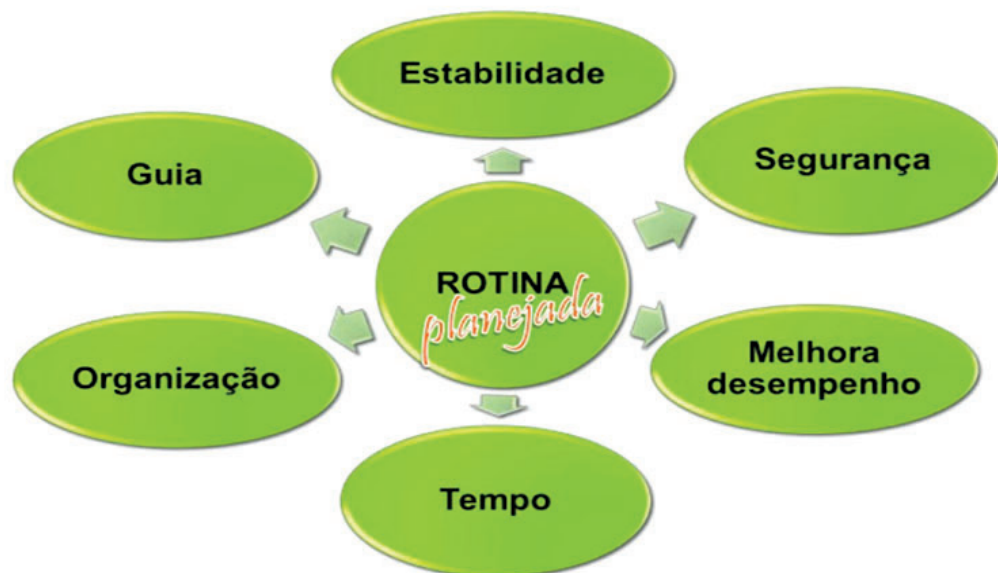 Estabilidade
Guia
Segurança
ROTINA
planejada
Organização
Melhora
desempenho
Tempo